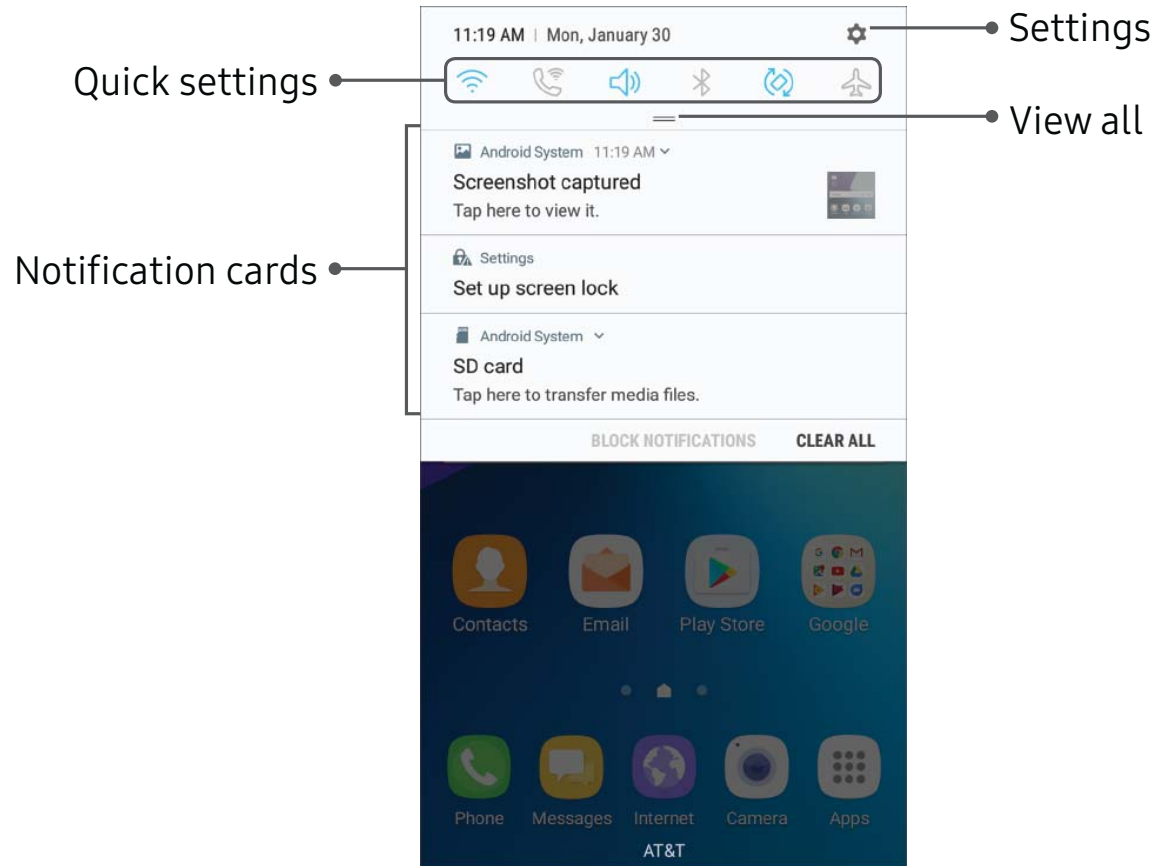 11:19 AM | Mon, January 30
Settings
Quick settings
View all
Android System 11:19 AM
Screenshot captured
Tap here to view it.
Notification cards
Settings
Set up screen lock
Android System
SD card
Tap here to transfer media files.
BLOCK NOTIFICATIONS CLEAR ALL
Contacts Email Play Store Google
Phone Messages Internet Camera Apps
AT&T